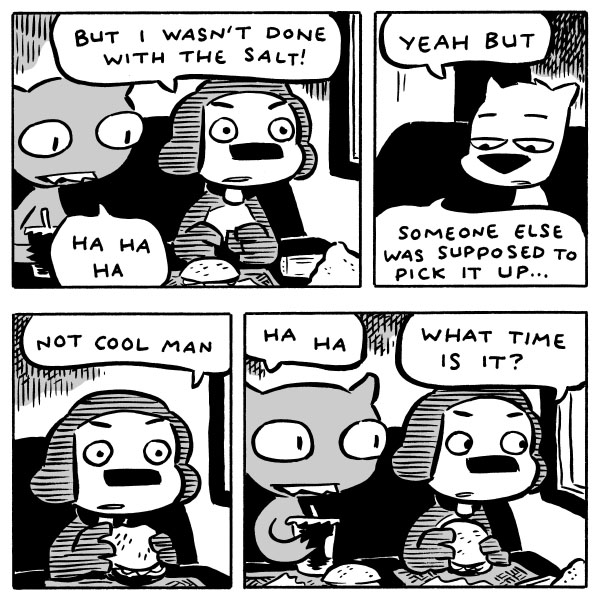 BUT I WASN'T DONE
WITH THE SALT!
HA HA
HA
YEAH BUT
SOMEONE ELSE
WAS SUPPOSED TO
PICK IT UP...
NOT COOL MAN
HA HA
WHAT TIME
IS IT?